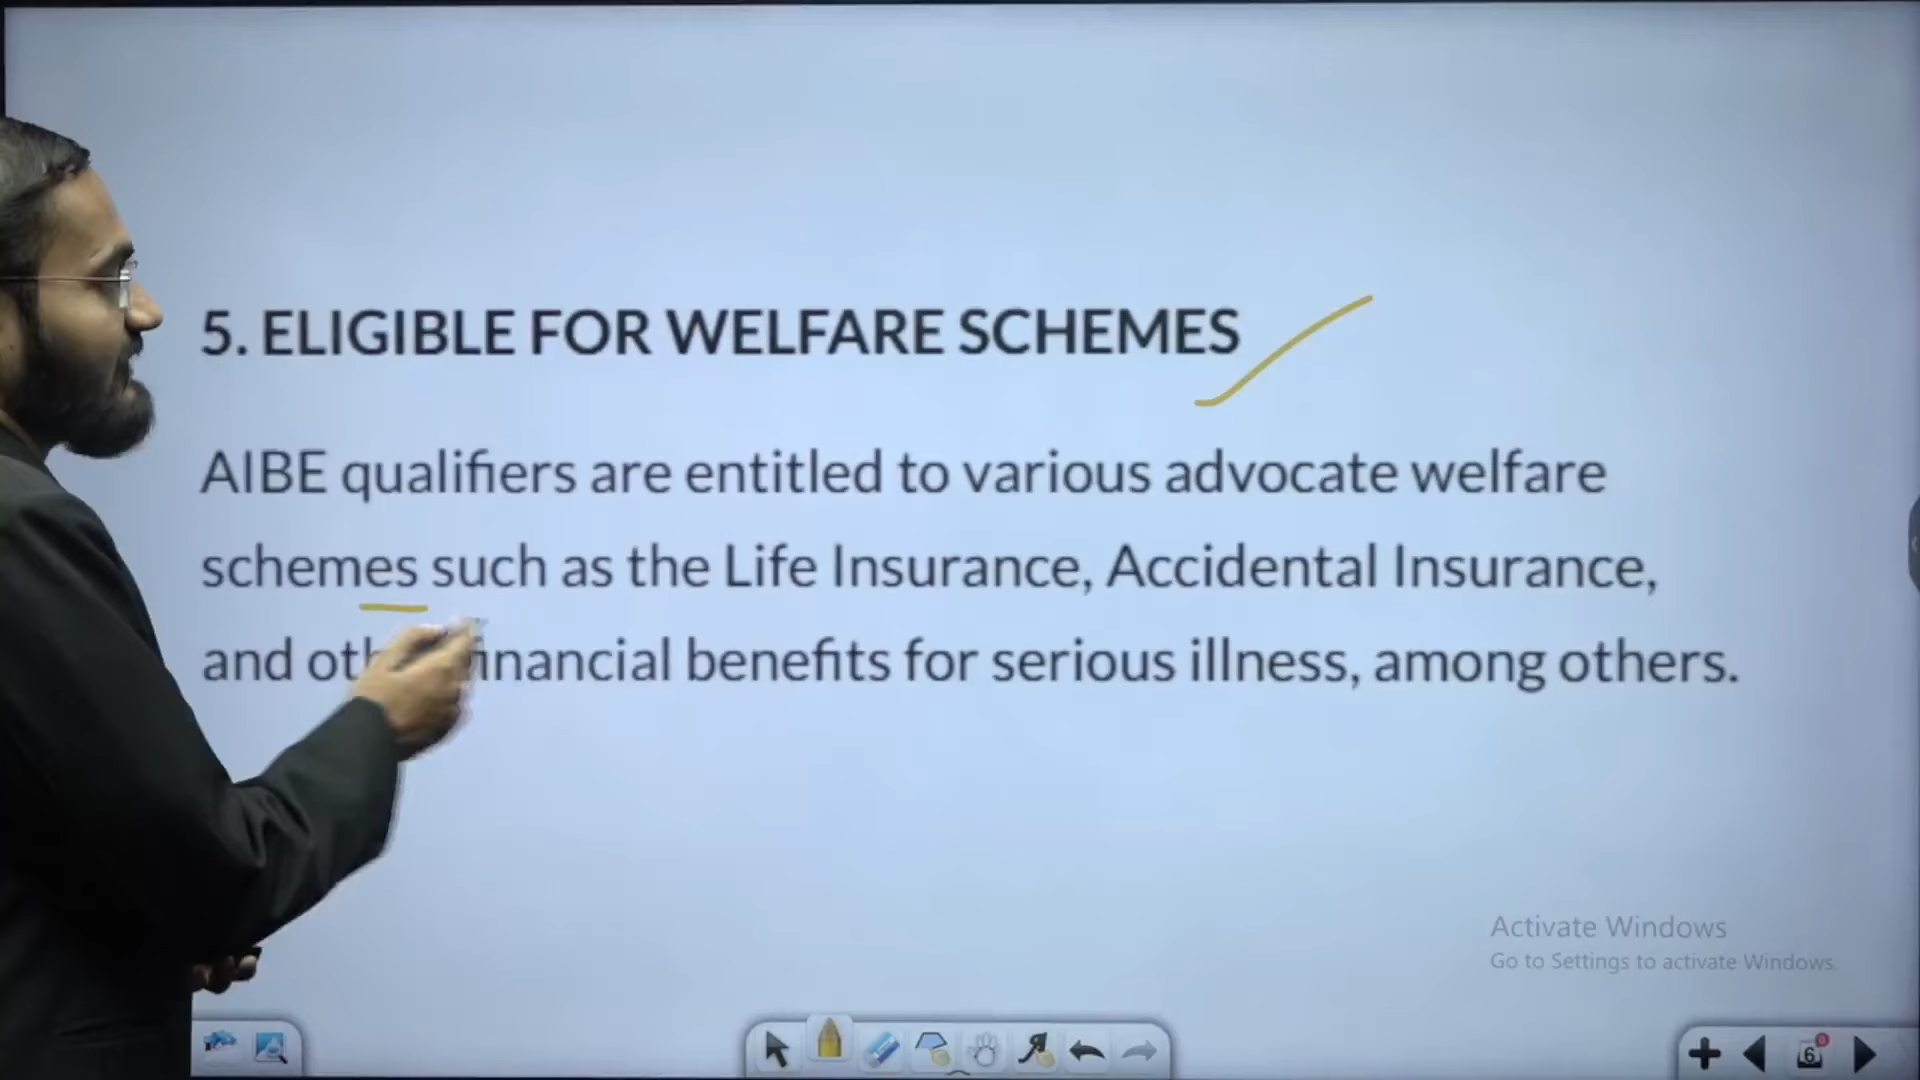 5. ELIGIBLE FOR WELFARE SCHEMES
AIBE qualifiers are entitled to various advocate welfare
schemes such as the Life Insurance, Accidental Insurance,
and financial benefits for serious illness, among others.
Activate Windows
Go to Settings to activate Windows.
6